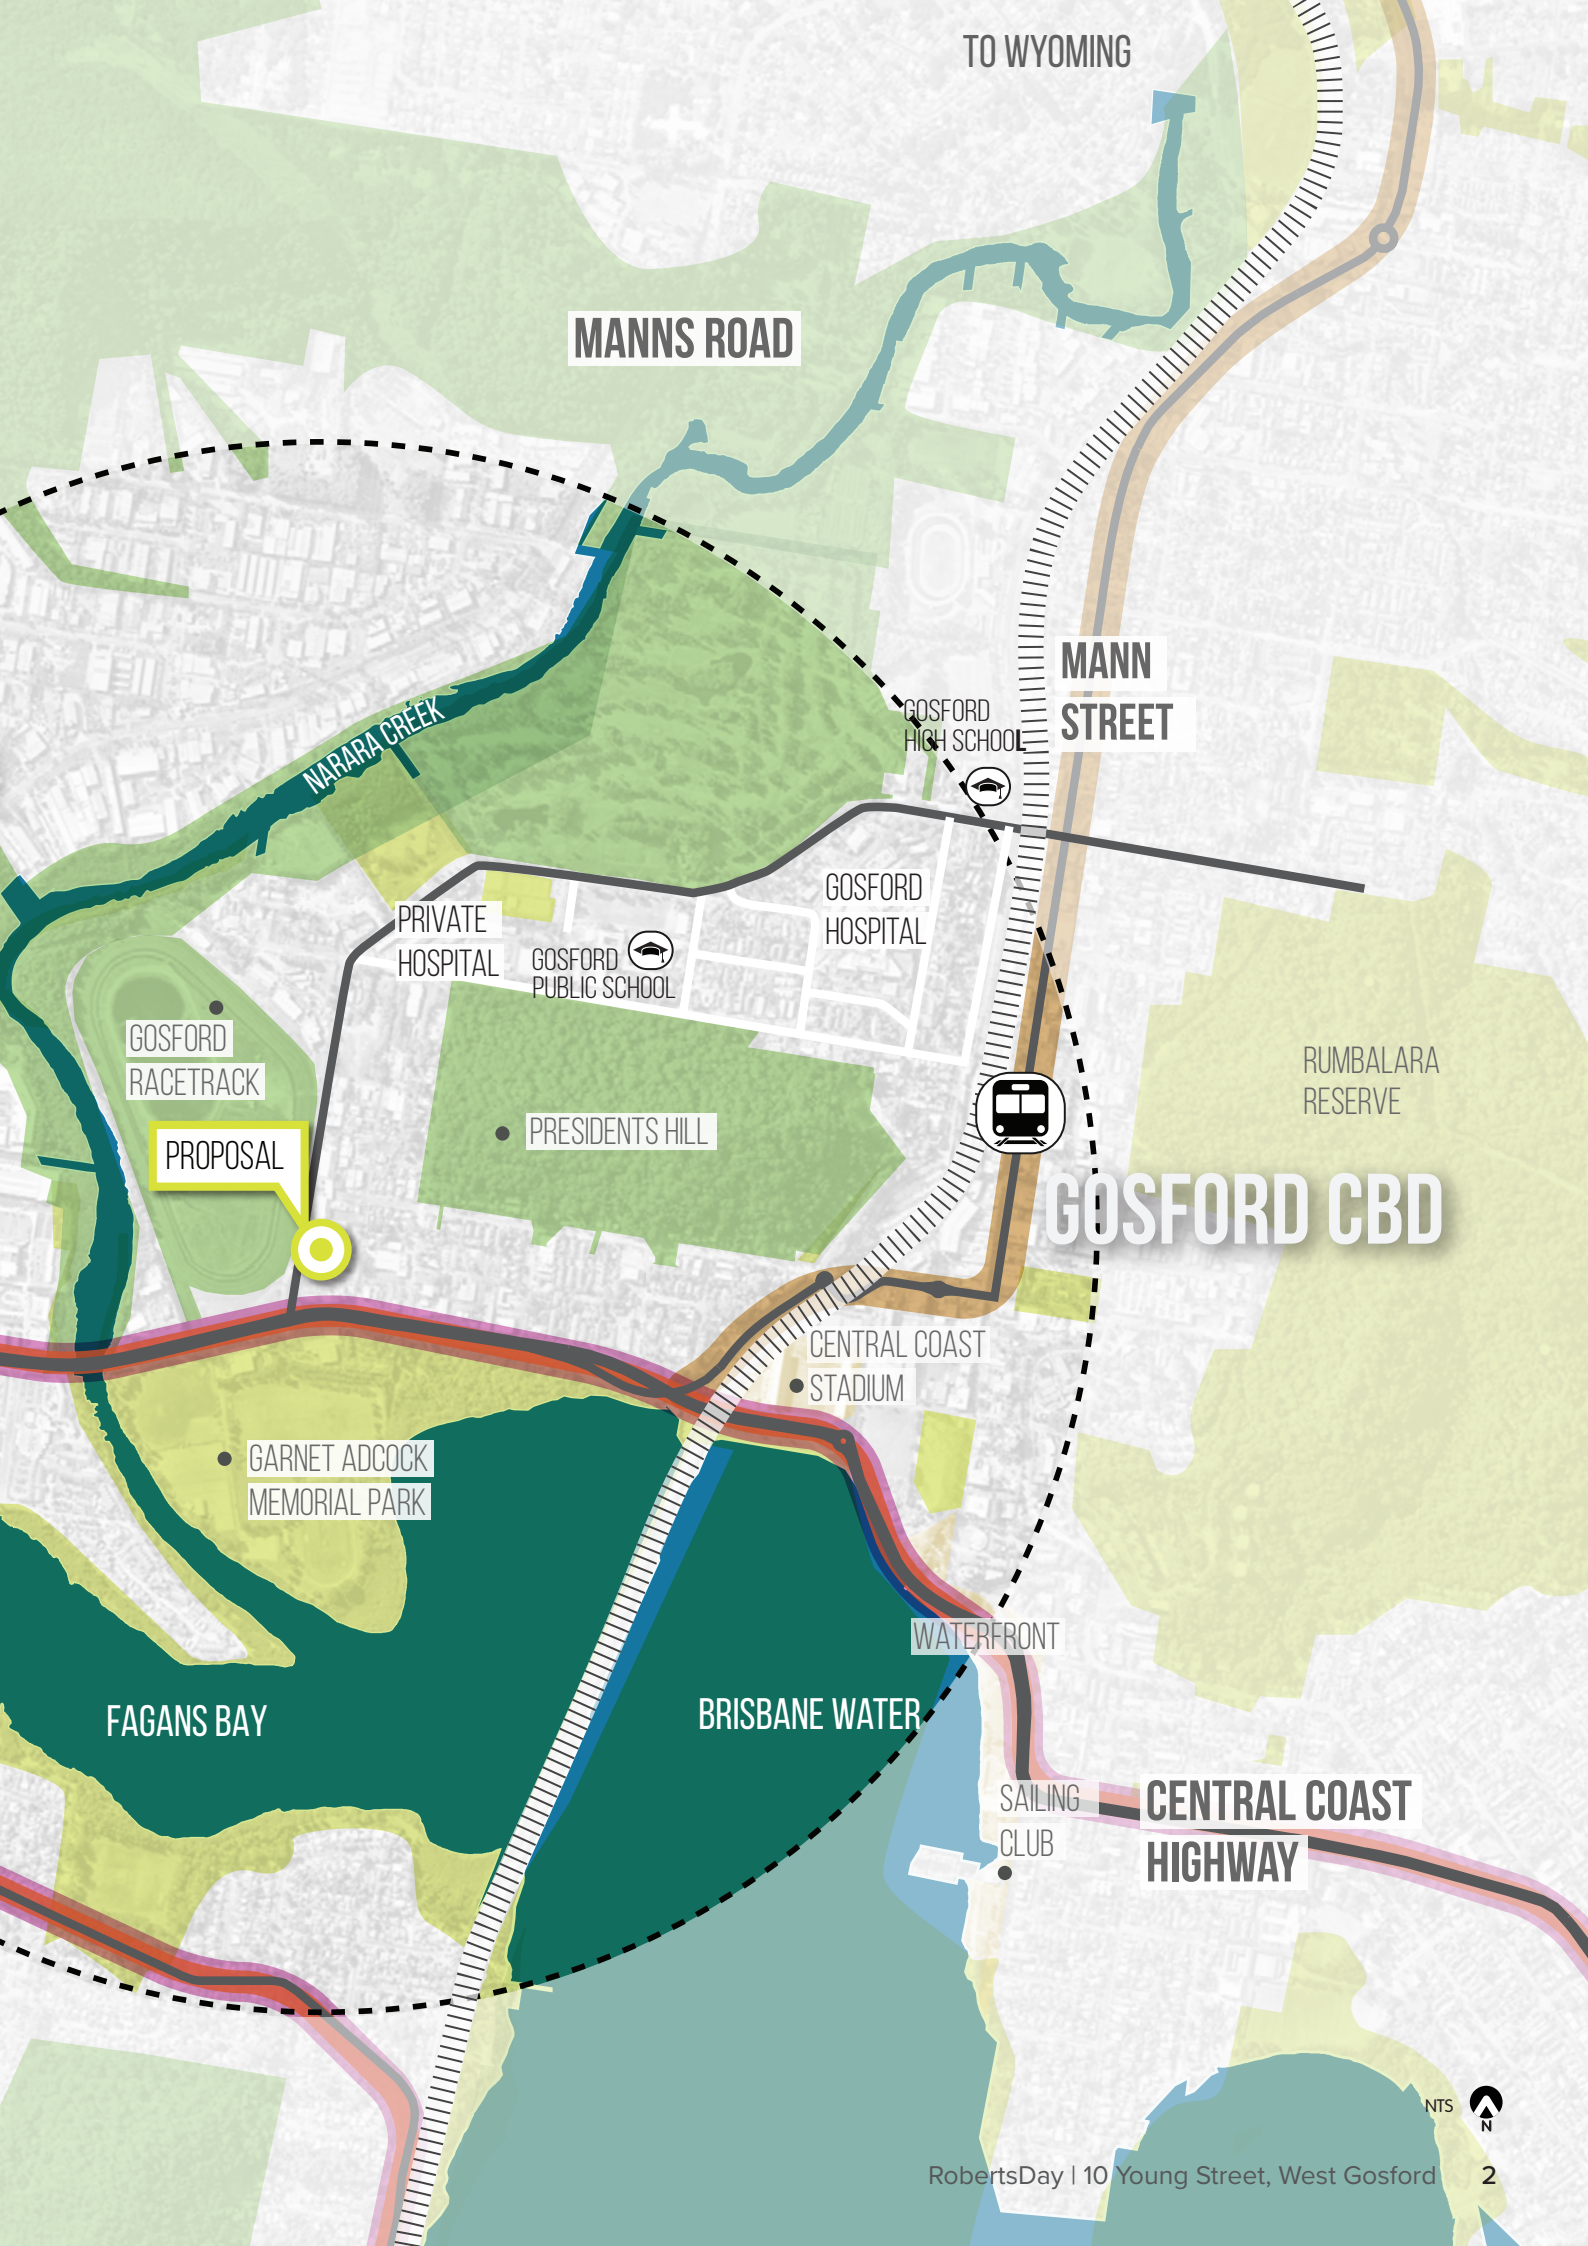 TO WYOMING
MANNS ROAD
MANN
STREET
GOSFORD
HIGH SCHOOL
NARARA CREEK
GOSFORD
HOSPITAL
PRIVATE
HOSPITAL
GOSFORD
PUBLIC SCHOOL
GOSFORD
RACETRACK
RUMBALARA
RESERVE
PRESIDENTS HILL
PROPOSAL
GOSFORD CBD
CENTRAL COAST
STADIUM
GARNET ADCOCK
MEMORIAL PARK
WATERFRONT
FAGANS BAY
BRISBANE WATER
SAILING
CLUB
CENTRAL COAST
HIGHWAY
NTS
N
RobertsDay | 10 Young Street, West Gosford 2